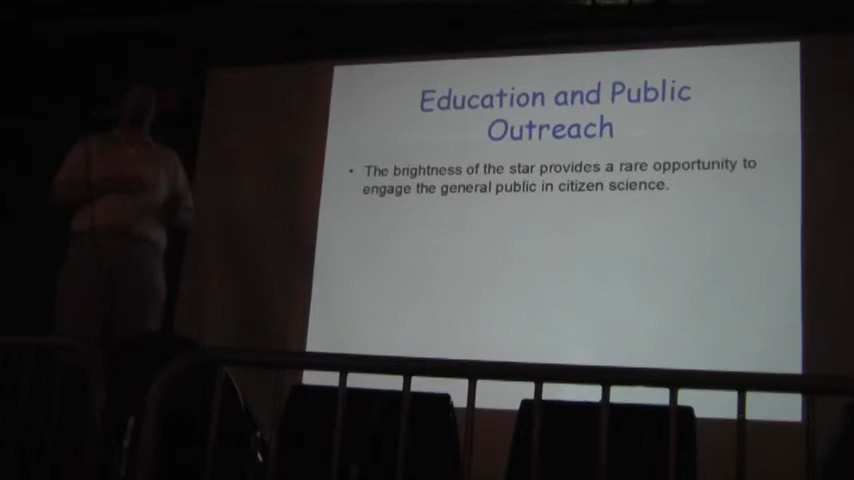 Education and Public
Outreach
• The brightness of the star provides a rare opportunity to
engage the general public in citizen science.